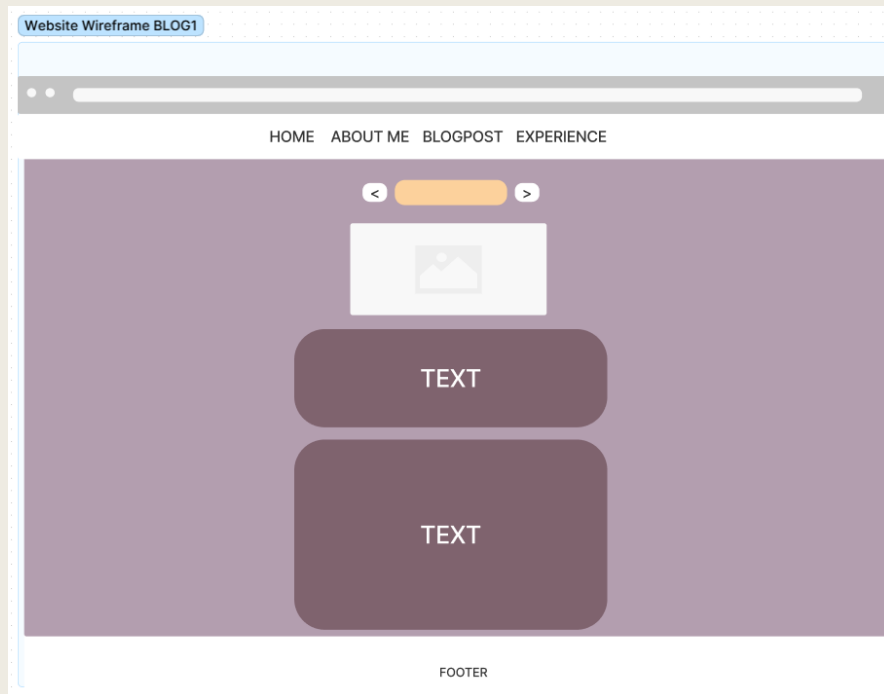 Website Wireframe BLOG1
HOME ABOUT ME BLOGPOST EXPERIENCE
< >
TEXT
TEXT
FOOTER